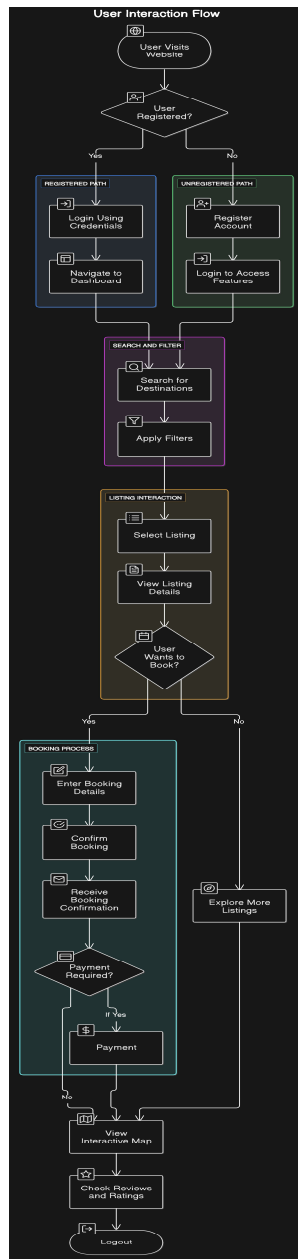 User Interaction Flow
User Visits
Website
User
Registered?
Yes
No
REGISTERED PATH
Login Using
Credentials
Navigate to
Dashboard
UNREGISTERED PATH
Register
Account
Login to Access
Features
SEARCH AND FILTER
Search for
Destinations
Apply Filters
LISTING INTERACTION
Select Listing
View Listing
Details
User
Wants to
Book?
Yes
No
BOOKING PROCESS
Enter Booking
Details
Confirm
Booking
Receive
Booking
Confirmation
Explore More
Listings
Payment
Required?
If Yes
Payment
No
View
Interactive Map
Check Reviews
and Ratings
Logout